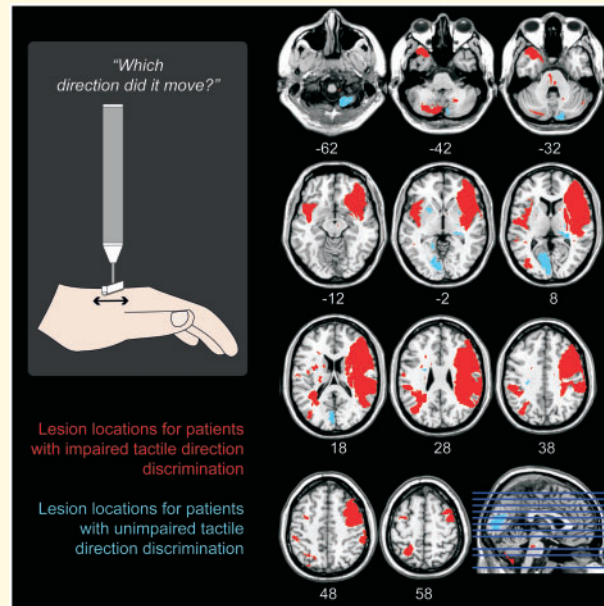 “Which
direction did it move?”
-62
-42
-32
-12
-2
8
18
28
38
Lesion locations for patients
with impaired tactile direction
discrimination
Lesion locations for patients
with unimpaired tactile
direction discrimination
48
58